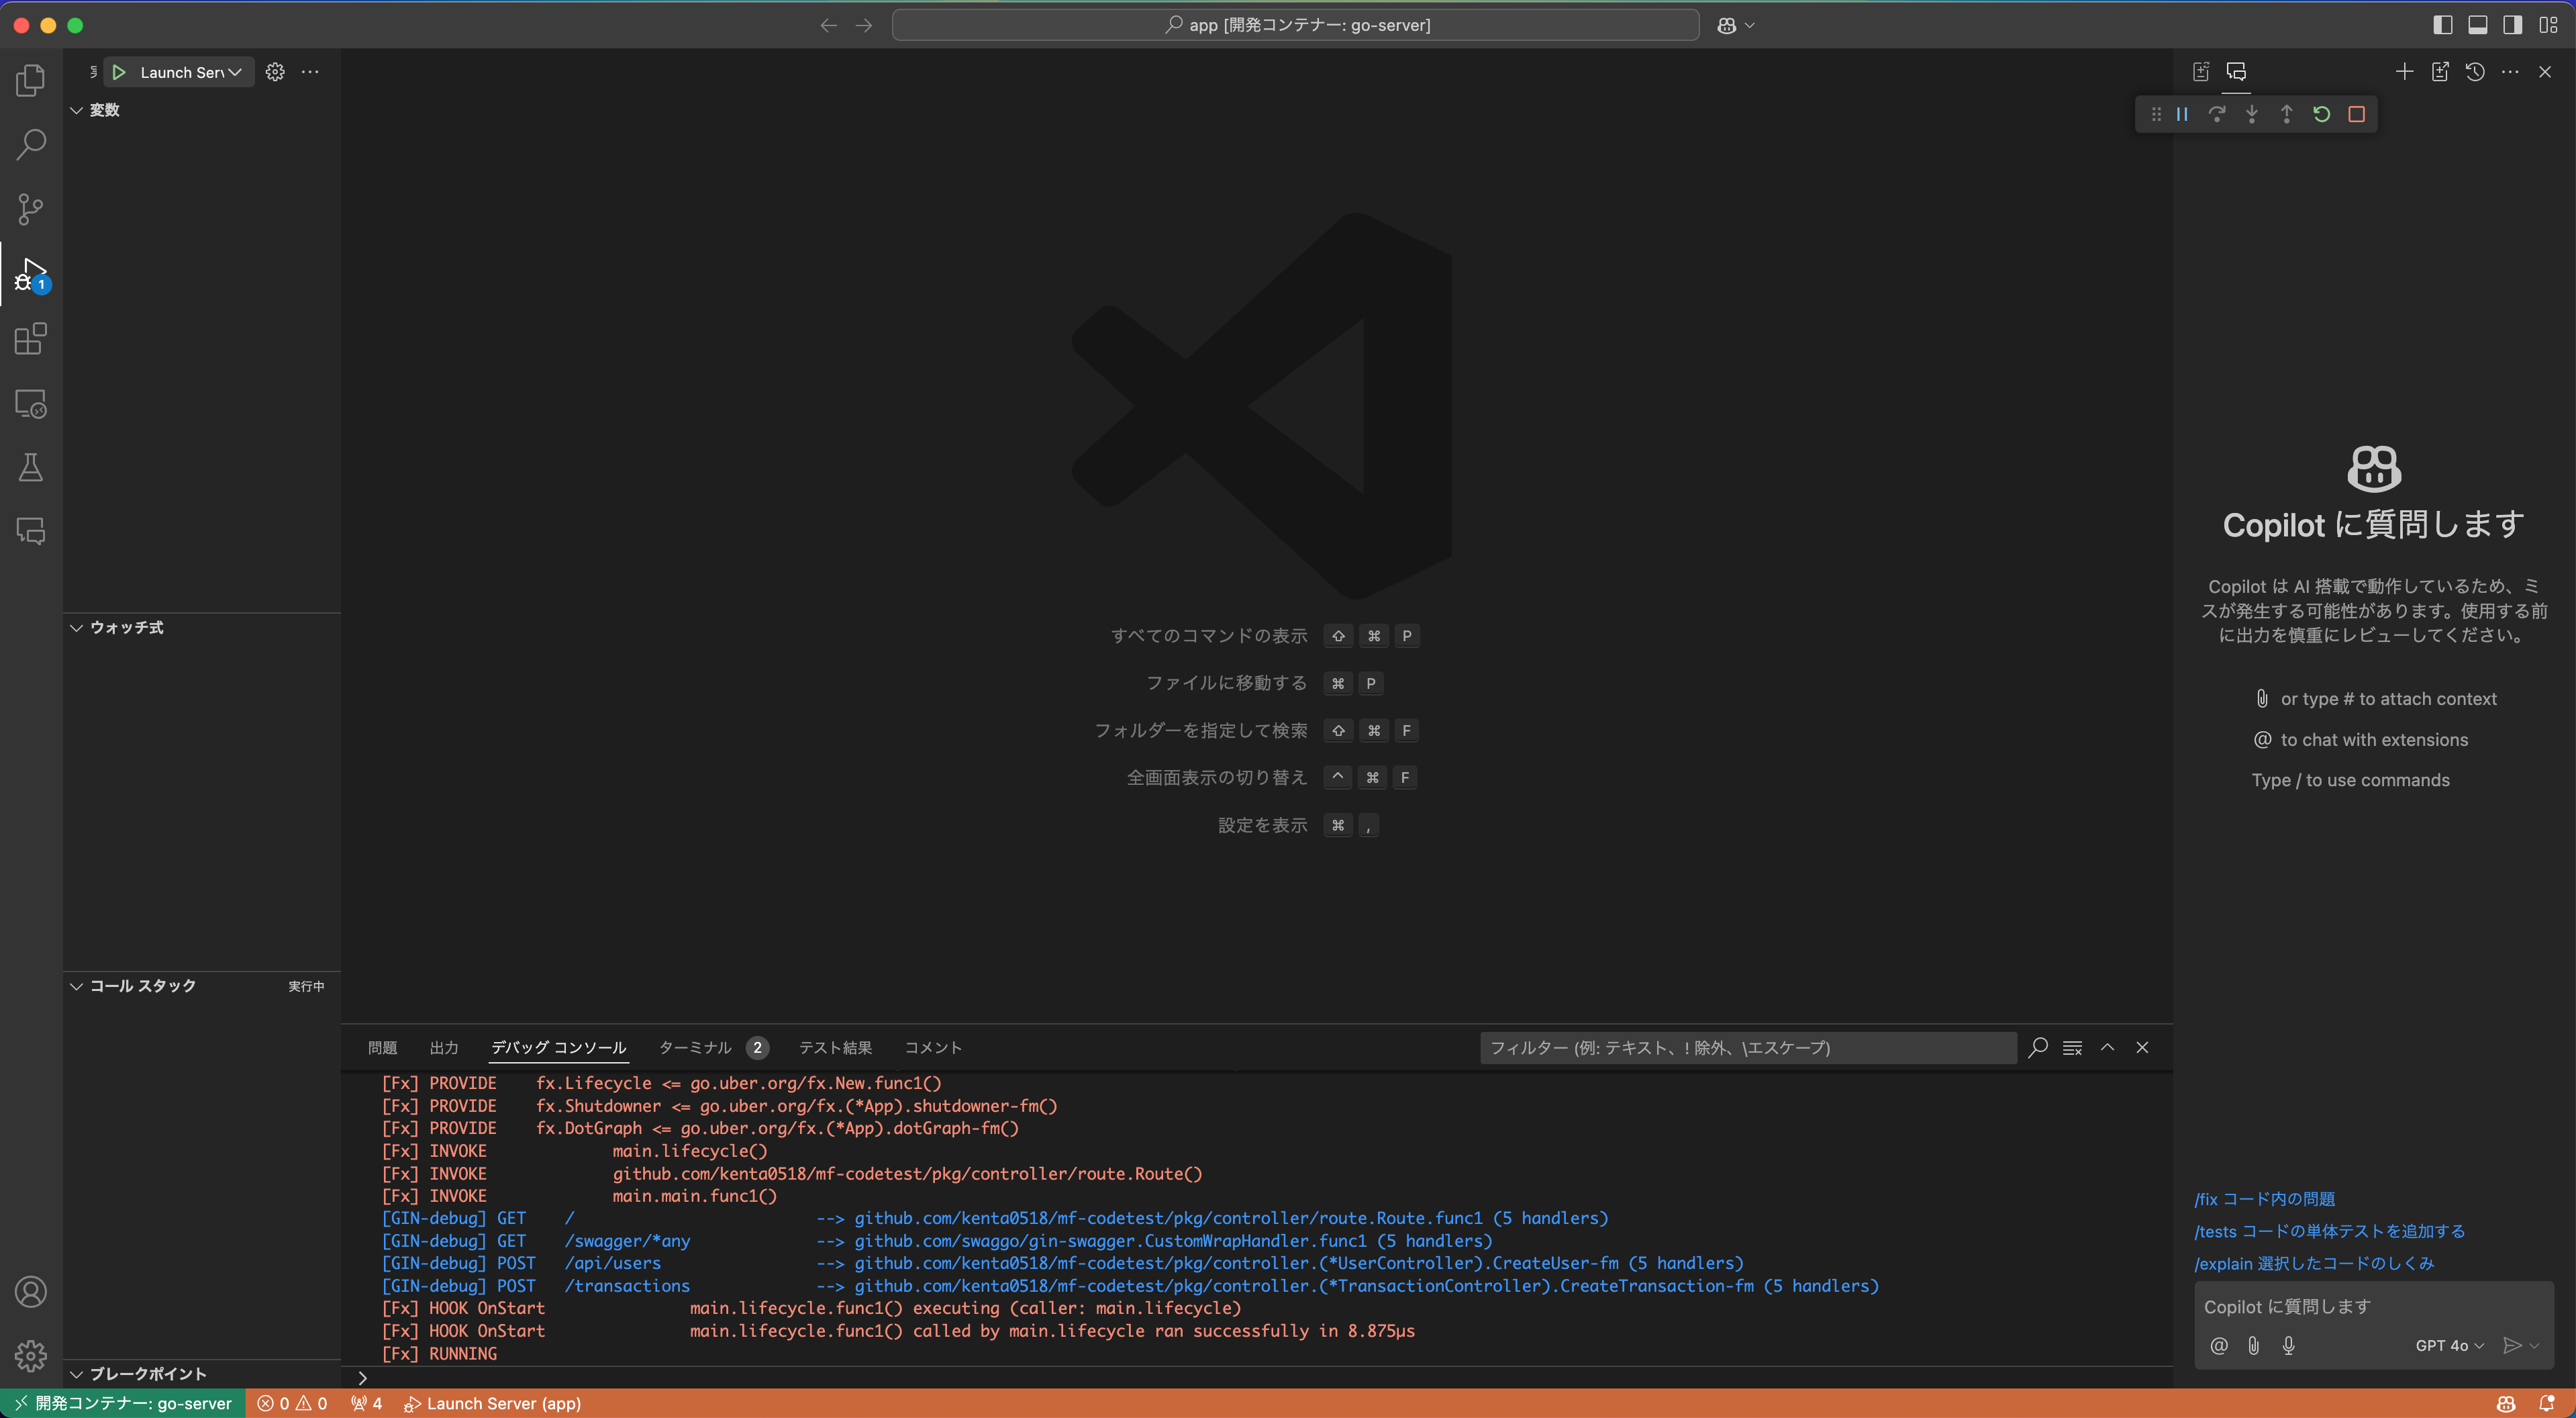 app [開発コンテナー: go-server]
Launch Ser
変数
1
ウォッチ式
コール スタック 実行中
ブレークポイント
すべてのコマンドの表示 ⇧ ⌘ P
ファイルに移動する ⌘ P
フォルダーを指定して検索 ⇧ ⌘ F
全画面表示の切り替え ^ ⌘ F
設定を表示 ⌘ ,
問題 出力 デバッグ コンソール ターミナル 2 テスト結果 コメント
フィルター (例: テキスト、! 除外、\エスケープ)
[Fx] PROVIDE fx.Lifecycle <= go.uber.org/fx.New.func1()
[Fx] PROVIDE fx.Shutdowner <= go.uber.org/fx.(*App).shutdowner-fm()
[Fx] PROVIDE fx.DotGraph <= go.uber.org/fx.(*App).dotGraph-fm()
[Fx] INVOKE main.lifecycle()
[Fx] INVOKE github.com/kenta0518/mf-codetest/pkg/controller/route.Route()
[Fx] INVOKE main.main.func1()
[GIN-debug] GET / --> github.com/kenta0518/mf-codetest/pkg/controller/route.Route.func1 (5 handlers)
[GIN-debug] GET /swagger/*any --> github.com/swaggo/gin-swagger.CustomWrapHandler.func1 (5 handlers)
[GIN-debug] POST /api/users --> github.com/kenta0518/mf-codetest/pkg/controller.(*UserController).CreateUser-fm (5 handlers)
[GIN-debug] POST /transactions --> github.com/kenta0518/mf-codetest/pkg/controller.(*TransactionController).CreateTransaction-fm (5 handlers)
[Fx] HOOK OnStart main.lifecycle.func1() executing (caller: main.lifecycle)
[Fx] HOOK OnStart main.lifecycle.func1() called by main.lifecycle ran successfully in 8.875µs
[Fx] RUNNING
Copilot に質問します
Copilot は AI 搭載で動作しているため、ミ
スが発生する可能性があります。使用する前
に出力を慎重にレビューしてください。
or type # to attach context
@ to chat with extensions
Type / to use commands
/fix コード内の問題
/tests コードの単体テストを追加する
/explain 選択したコードのしくみ
Copilot に質問します
@ GPT 4o
開発コンテナー: go-server 0 0 4 Launch Server (app)